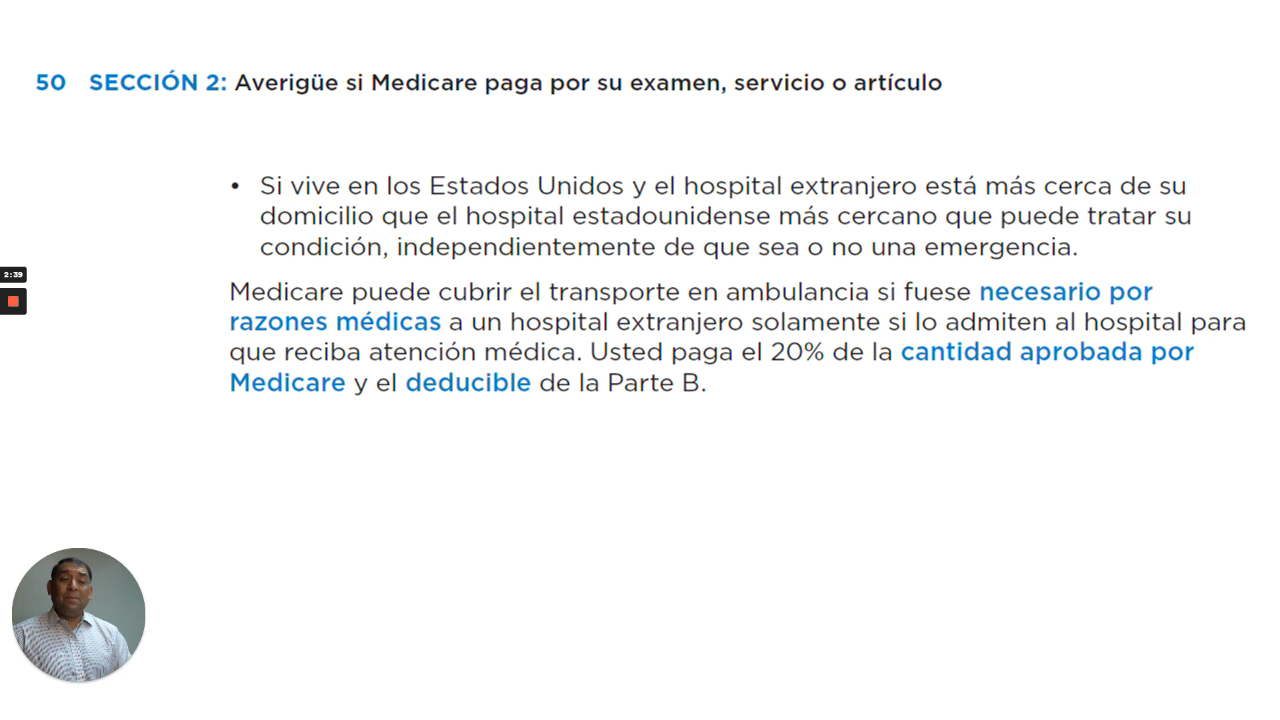 50 SECCIÓN 2: Averigüe si Medicare paga por su examen, servicio o artículo
• Si vive en los Estados Unidos y el hospital extranjero está más cerca de su
domicilio que el hospital estadounidense más cercano que puede tratar su
condición, independientemente de que sea o no una emergencia.
Medicare puede cubrir el transporte en ambulancia si fuese necesario por
razones médicas a un hospital extranjero solamente si lo admiten al hospital para
que reciba atención médica. Usted paga el 20% de la cantidad aprobada por
Medicare y el deducible de la Parte B.
2:39